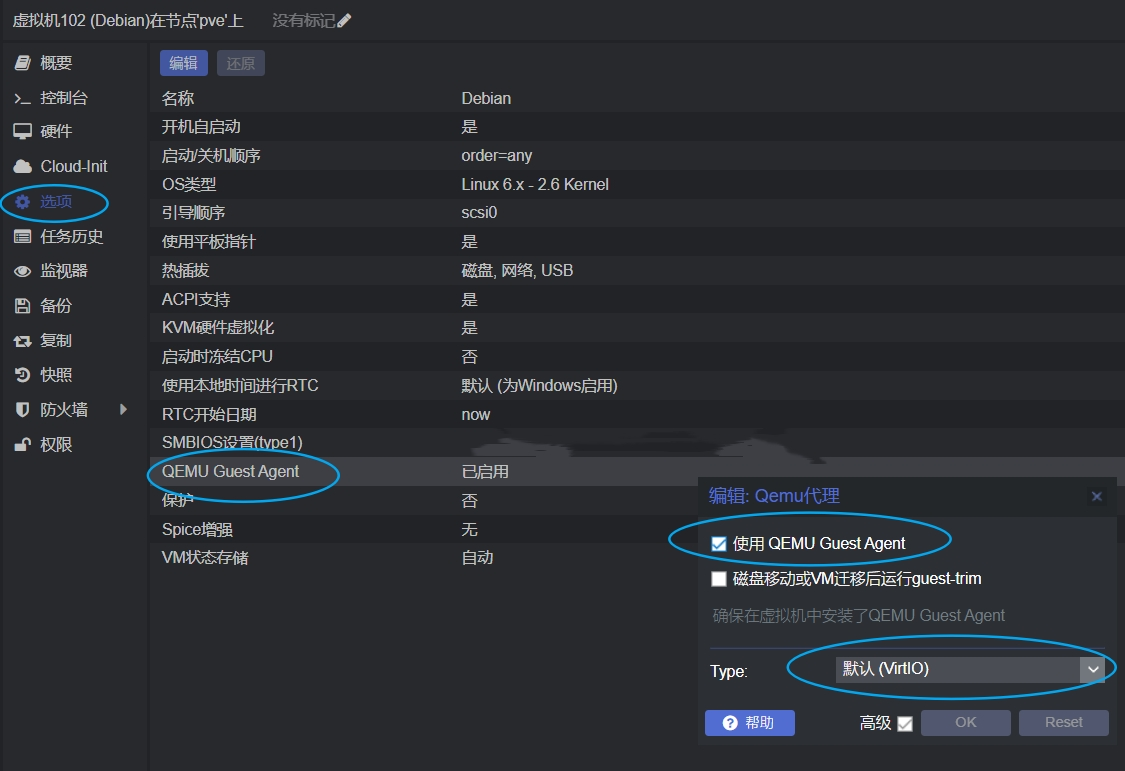 虚拟机102 (Debian)在节点'pve'上 没有标记
概要
控制台
硬件
Cloud-Init
选项
任务历史
监视器
备份
复制
快照
防火墙
权限
编辑 还原
名称 Debian
开机自启动 是
启动/关机顺序 order=any
OS类型 Linux 6.x - 2.6 Kernel
引导顺序 scsi0
使用平板指针 是
热插拔 磁盘, 网络, USB
ACPI支持 是
KVM硬件虚拟化 是
启动时冻结CPU 否
使用本地时间进行RTC 默认 (为Windows启用)
RTC开始日期 now
SMBIOS设置(type1)
QEMU Guest Agent 已启用
保护 否
Spice增强 无
VM状态存储 自动
编辑: Qemu代理
使用 QEMU Guest Agent
磁盘移动或VM迁移后运行guest-trim
确保在虚拟机中安装了QEMU Guest Agent
Type: 默认 (VirtIO)
帮助 高级 OK Reset